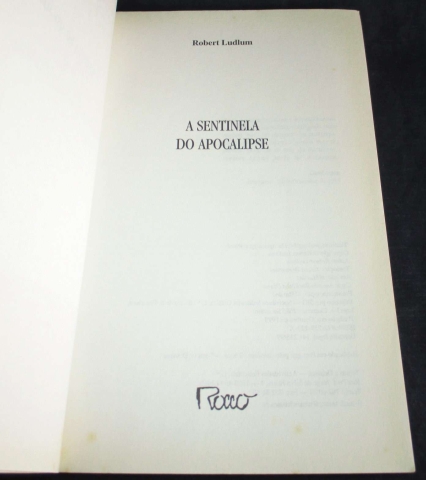 Robert Ludlum
A SENTINELA
DO APOCALIPSE
Rocco